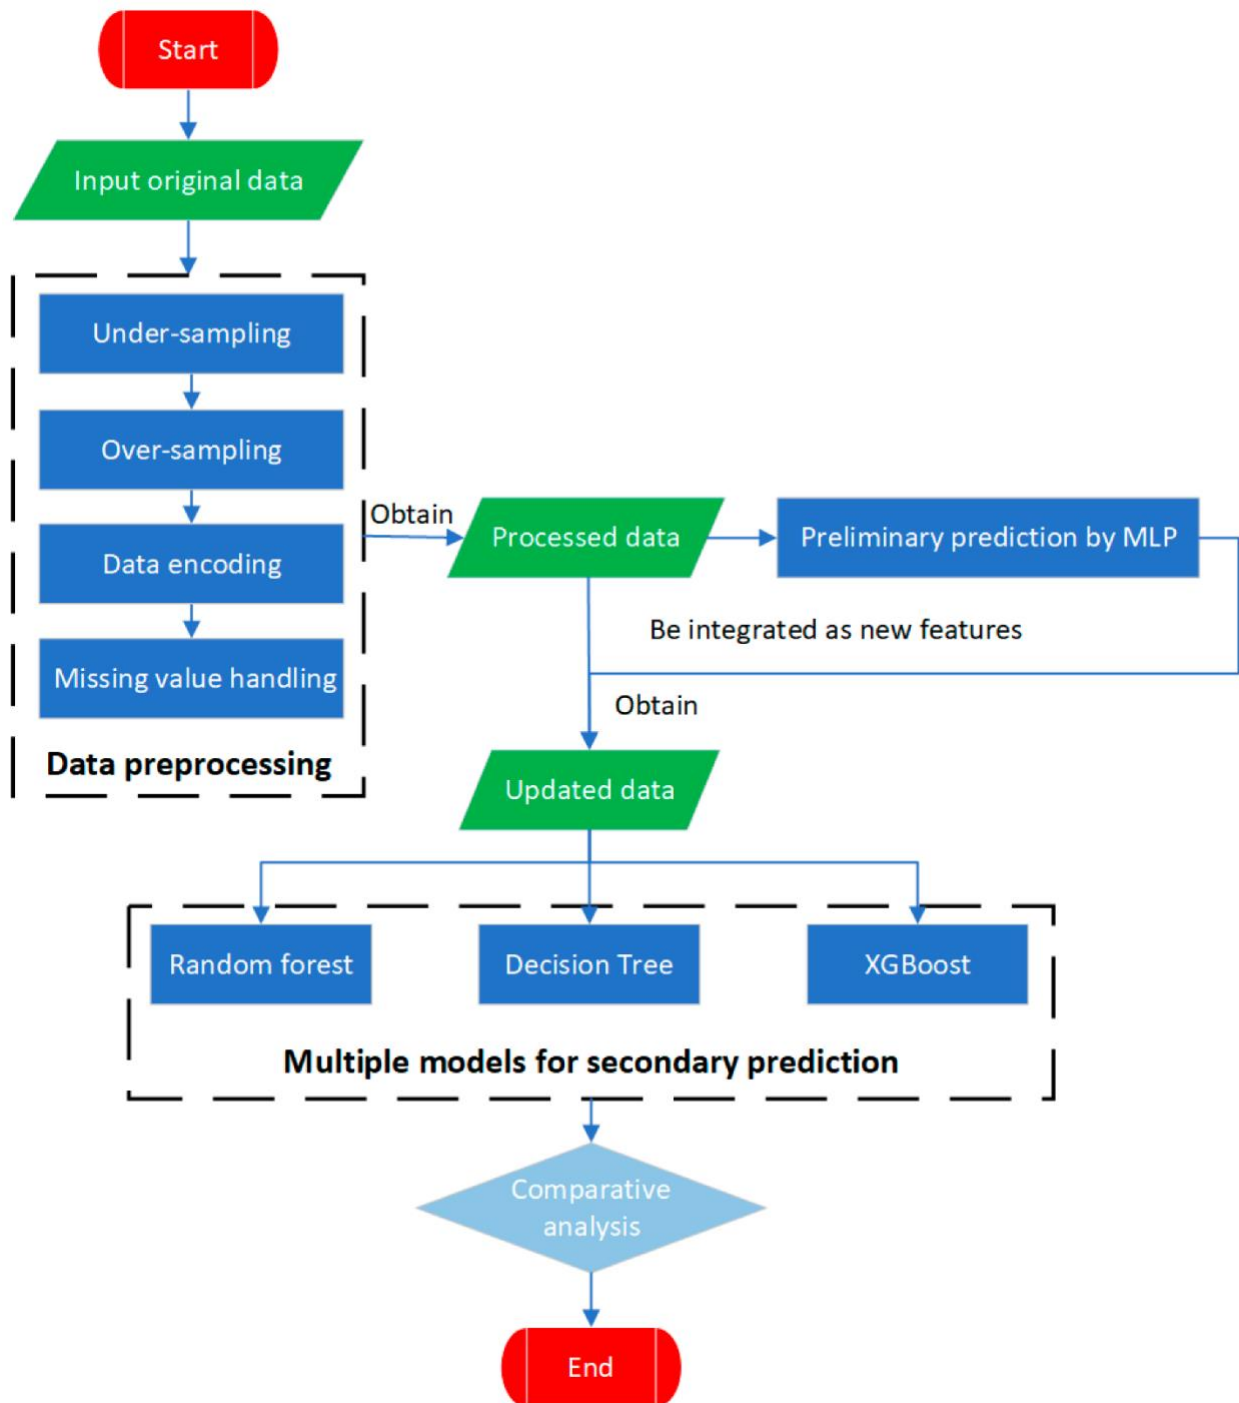 Start
Input original data
Under-sampling
Over-sampling
Data encoding
Missing value handling
Data preprocessing
Obtain
Processed data
Preliminary prediction by MLP
Be integrated as new features
Obtain
Updated data
Random forest
Decision Tree
XGBoost
Multiple models for secondary prediction
Comparative
analysis
End